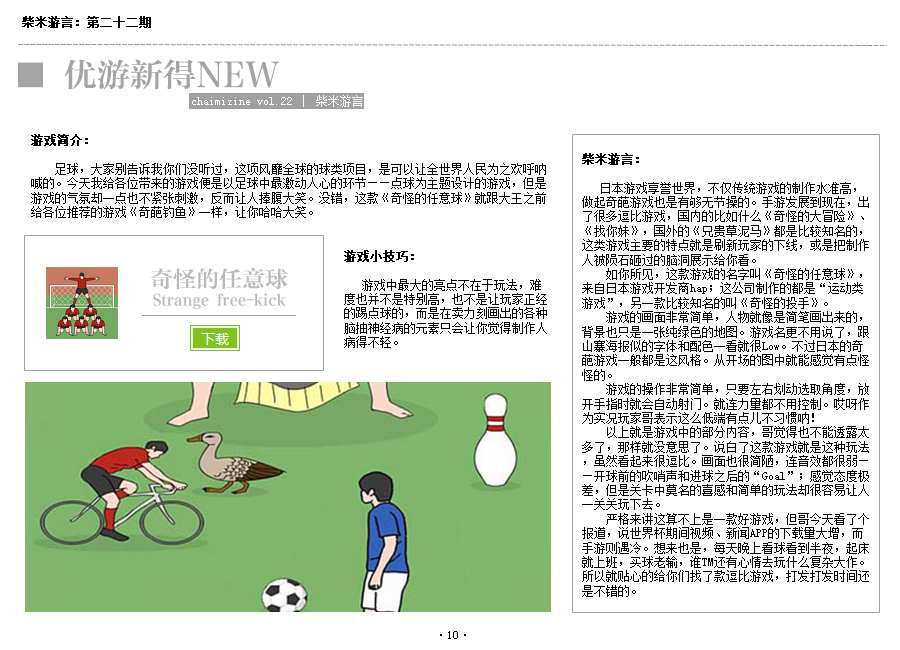 柴米游言：第二十二期
优游新得NEW
chaimizine vol.22 | 柴米游言
游戏简介：
足球，大家别告诉我你们没听过，这项风靡全球的球类项目，是可以让全世界人民为之欢呼呐
喊的。今天我给各位带来的游戏便是以足球中最激动人心的环节——点球为主题设计的游戏，但是
游戏的气氛却一点也不紧张刺激，反而让人捧腹大笑。没错，这款《奇怪的任意球》就跟大王之前
给各位推荐的游戏《奇葩钓鱼》一样，让你哈哈大笑。
奇怪的任意球
Strange free-kick
下载
游戏小技巧：
游戏中最大的亮点不在于玩法，难
度也并不是特别高，也不是让玩家正经
的踢点球的，而是在卖力刻画出的各种
脑抽神经病的元素只会让你觉得制作人
病得不轻。
柴米游言：
日本游戏享誉世界，不仅传统游戏的制作水准高，
做起奇葩游戏也是有够无节操的。手游发展到现在，出
了很多逗比游戏，国内的比如什么《奇怪的大冒险》、
《找你妹》，国外的《兄贵草泥马》都是比较知名的，
这类游戏主要的特点就是刷新玩家的下线，或是把制作
人被陨石砸过的脑洞展示给你看。
如你所见，这款游戏的名字叫《奇怪的任意球》，
来自日本游戏开发商hap；这公司制作的都是“运动类
游戏”，另一款比较知名的叫《奇怪的投手》。
游戏的画面非常简单，人物就像是简笔画出来的，
背景也只是一张纯绿色的地图。游戏名更不用说了，跟
山寨海报似的字体和配色一看就很Low。不过日本的奇
葩游戏一般都是这风格。从开场的图中就能感觉有点怪
怪的。
游戏的操作非常简单，只要左右划动选取角度，放
开手指时就会自动射门。就连力量都不用控制。哎呀作
为实况玩家哥表示这么低端有点儿不习惯呐！
以上就是游戏中的部分内容，哥觉得也不能透露太
多了，那样就没意思了。说白了这款游戏就是这种玩法
，虽然看起来很逗比。画面也很简陋，连音效都很弱—
—开球前的吹哨声和进球之后的“Goal”；感觉态度极
差，但是关卡中莫名的喜感和简单的玩法却很容易让人
一关关玩下去。
严格来讲这算不上是一款好游戏，但哥今天看了个
报道，说世界杯期间视频、新闻APP的下载量大增，而
手游则遇冷。想来也是，每天晚上看球看到半夜，起床
就上班，买球老输，谁TM还有心情去玩什么复杂大作。
所以就贴心的给你们找了款逗比游戏，打发打发时间还
是不错的。
·10·